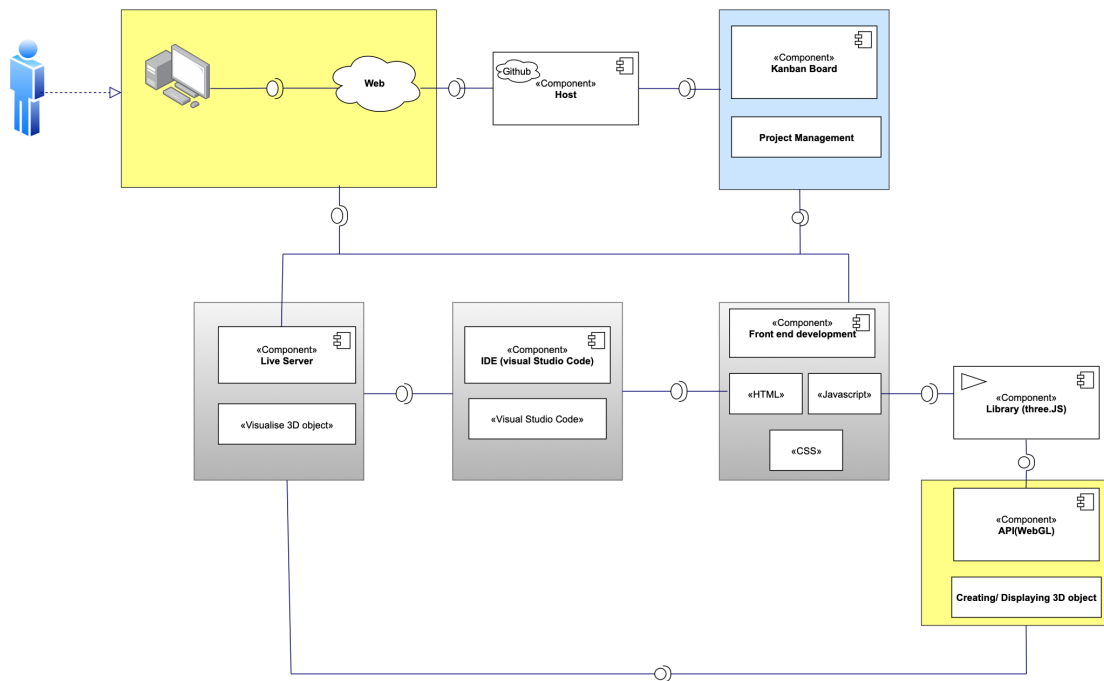 Web
Github
«Component»
Host
«Component»
Kanban Board
Project Management
«Component»
Live Server
«Visualise 3D object»
«Component»
IDE (visual Studio Code)
«Visual Studio Code»
«Component»
Front end development
«HTML»
«Javascript»
«CSS»
«Component»
Library (three.JS)
«Component»
API(WebGL)
Creating/ Displaying 3D object